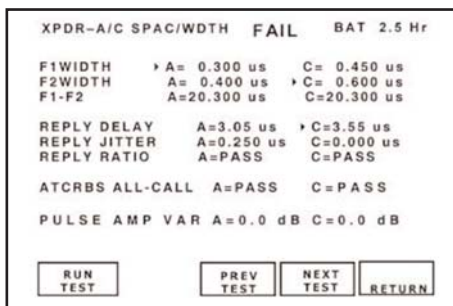 XPDR-A/C SPAC/WDTH FAIL BAT 2.5 Hr
F1WIDTH ▸ A= 0.300 us C= 0.450 us
F2WIDTH A= 0.400 us ▸ C= 0.600 us
F1-F2 A=20.300 us C=20.300 us
REPLY DELAY A=3.05 us ▸ C=3.55 us
REPLY JITTER A=0.250 us C=0.000 us
REPLY RATIO A=PASS C=PASS
ATCRBS ALL-CALL A=PASS C=PASS
PULSE AMP VAR A=0.0 dB C=0.0 dB
RUN TEST
PREV TEST
NEXT TEST
RETURN